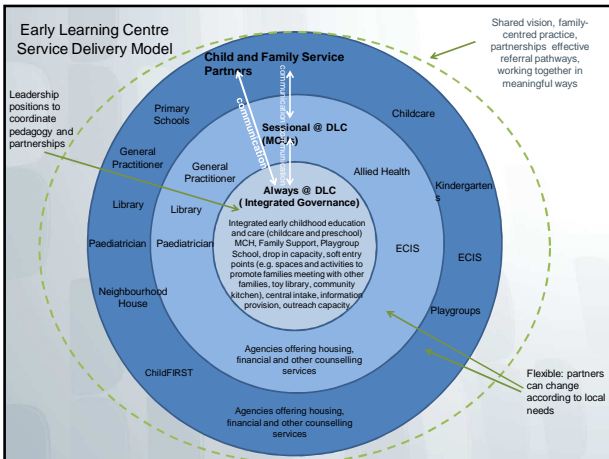 Early Learning Centre
Service Delivery Model
Shared vision, family-
centred practice,
partnerships effective
referral pathways,
working together in
meaningful ways
Leadership
positions to
coordinate
pedagogy and
partnerships
Child and Family Service
Partners
communication
communication
communication
Primary
Schools
Childcare
General
Practitioner
Kindergarten
s
Library
Paediatrician
ECIS
Neighbourhood
House
Playgroups
ChildFIRST
Agencies offering housing,
financial and other counselling
services
Sessional @ DLC
(MOUs)
General
Practitioner
Allied Health
Library
Paediatrician
ECIS
Agencies offering housing,
financial and other counselling
services
Always @ DLC
( Integrated Governance)
Integrated early childhood education
and care (childcare and preschool)
MCH, Family Support, Playgroup
School, drop in capacity, soft entry
points (e.g. spaces and activities to
promote families meeting with other
families, toy library, community
kitchen), central intake, information
provision, outreach capacity
Flexible: partners
can change
according to local
needs